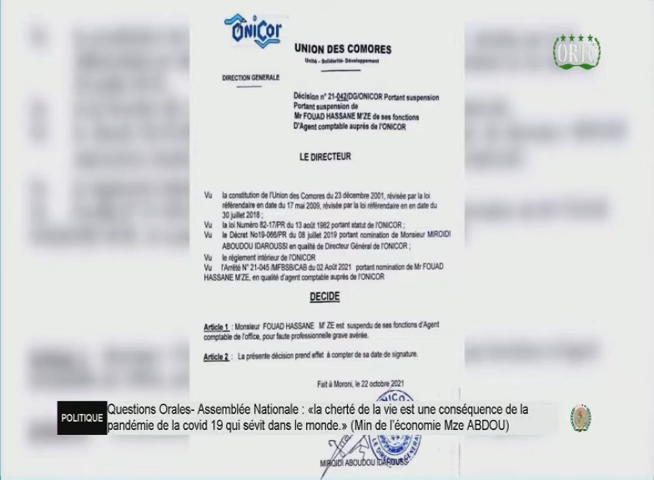 ÔNiCor
ORTC
UNION DES COMORES
Unité – Solidarité- Développement
DIRECTION GENERALE
Décision n° 21-042/DG/ONICOR Portant suspension
Portant suspension de
Mr FOUAD HASSANE M'ZE de ses fonctions
D'Agent comptable auprés de l'ONICOR
LE DIRECTEUR
Vu la constitution de l'Union des Comores du 23 décembre 2001, révisée par la loi
référendaire en date du 17 mai 2009, révisée par la loi référendaire en en date du
30 juillet 2018 ;
Vu la loi Numéro 82-17/PR du 13 août 1982 portant statut de l'ONICOR ;
Vu le Décret No19-066/PR du 08 juillet 2019 portant nomination de Monsieur MIROIDI
ABOUDOU IDAROUSSI en qualité de Directeur Général de l'ONICOR ;
Vu le réglement intérieur de l'ONICOR
Vu l'Arrêté N° 21-045 /MFBSB/CAB du 02 Août 2021 portant nomination de Mr FOUAD
HASSANE M'ZE, en qualité d'agent comptable auprès de l'ONICOR
DECIDE
Article 1 : Monsieur FOUAD HASSANE M' ZE est suspendu de ses fonctions d'Agent
comptable de l'office, pour faute professionnelle grave avérée.
Article 2 : La présente décision prend effet à compter de sa date de signature.
Fait à Moroni, le 22 octobre 2021
POLITIQUE
Questions Orales- Assemblée Nationale : «la cherté de la vie est une conséquence de la
pandémie de la covid 19 qui sévit dans le monde.» (Min de l'économie Mze ABDOU)
MIROIDI ABOUDOU IDAROUSSI